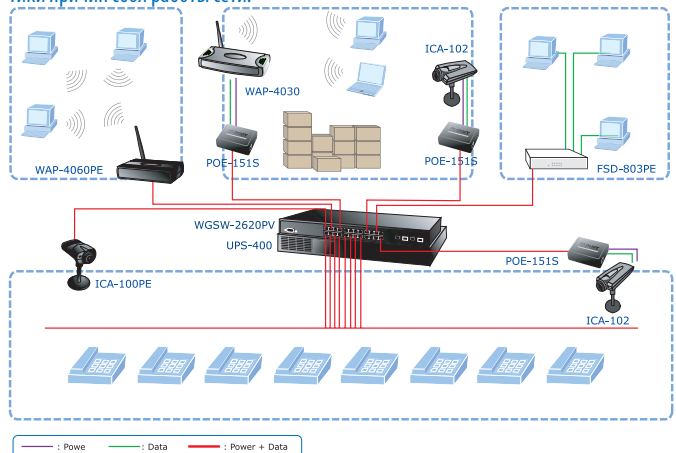 WAP-4060PE
WAP-4030
POE-151S
ICA-102
POE-151S
FSD-803PE
WGSW-2620PV
UPS-400
ICA-100PE
POE-151S
ICA-102
: Powe
: Data
: Power + Data